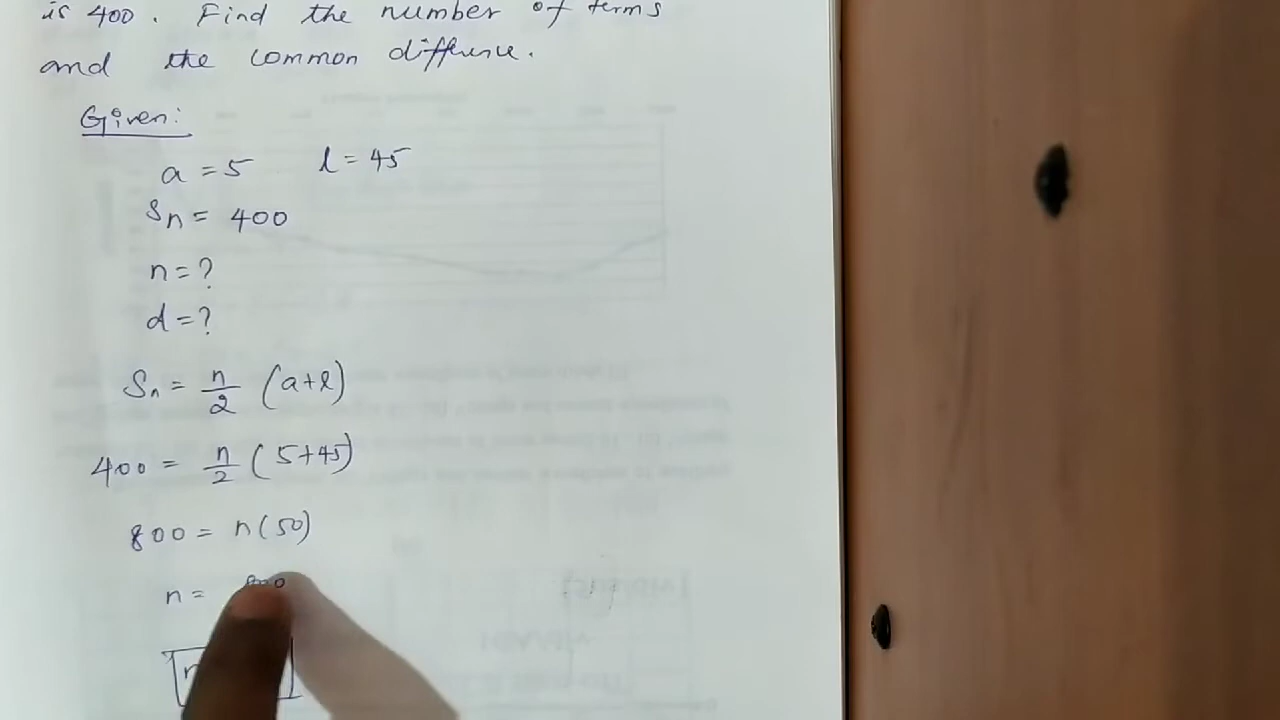 is 400. Find the number of terms
and the common difference.
Given:
a = 5 l = 45
Sn = 400
n = ?
d = ?
Sn = n/2 (a+l)
400 = n/2 (5+45)
800 = n(50)
n =